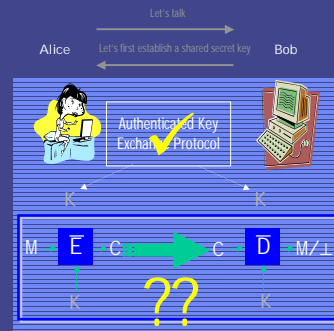 Let's talk
Alice Let's first establish a shared secret key Bob
Authenticated Key
Exchange Protocol
K K
M E̅ C C D̅ M/⊥
K K
??